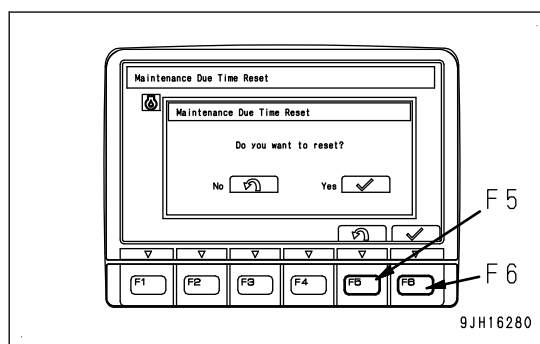 Maintenance Due Time Reset
Maintenance Due Time Reset
Do you want to reset?
No Yes
F5
F1 F2 F3 F4 F5 F6
F6
9JH16280